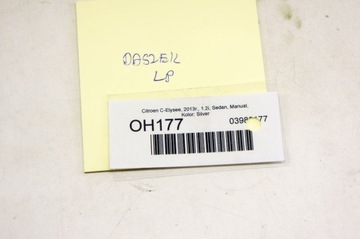 DASZEK
LP
Citroen C-Elysee, 2013r., 1.2i, Sedan, Manual,
Kolor: Silver
OH177